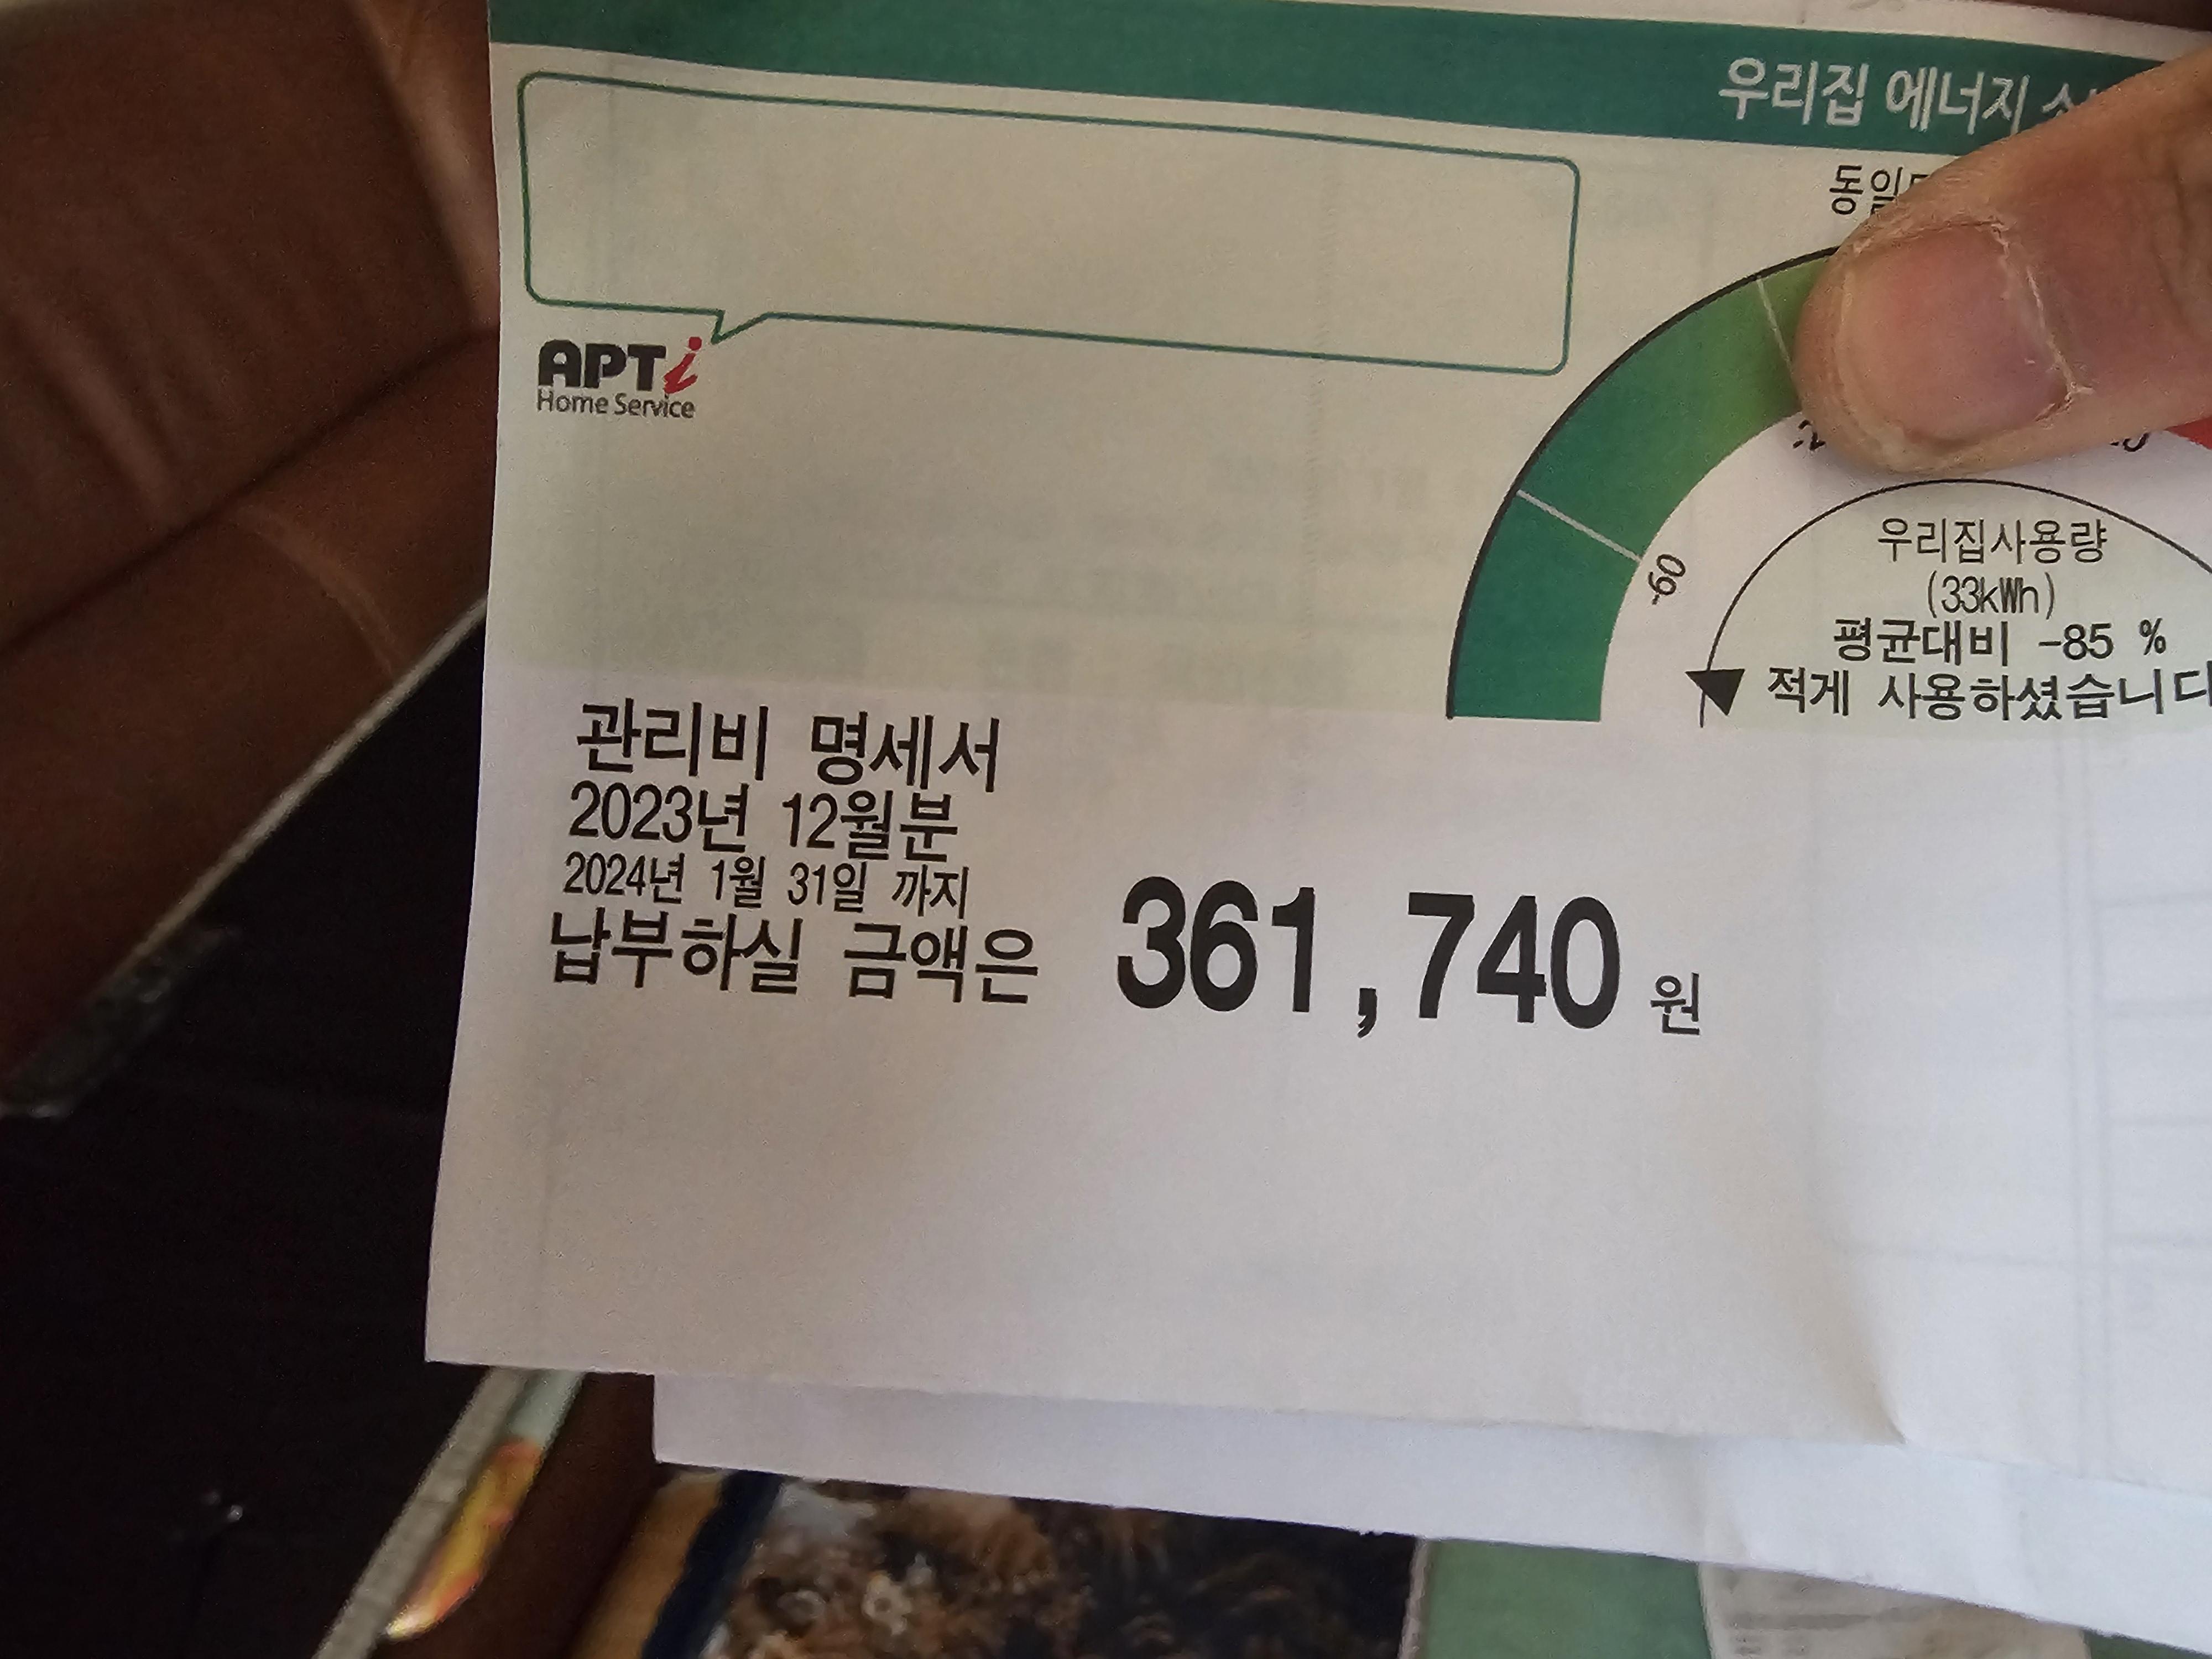 우리집 에너지
APTi
Home Service
-60
우리집사용량
(33kWh)
평균대비 -85 %
적게 사용하셨습니다
관리비 명세서
2023년 12월분
2024년 1월 31일 까지
납부하실 금액은 361,740 원